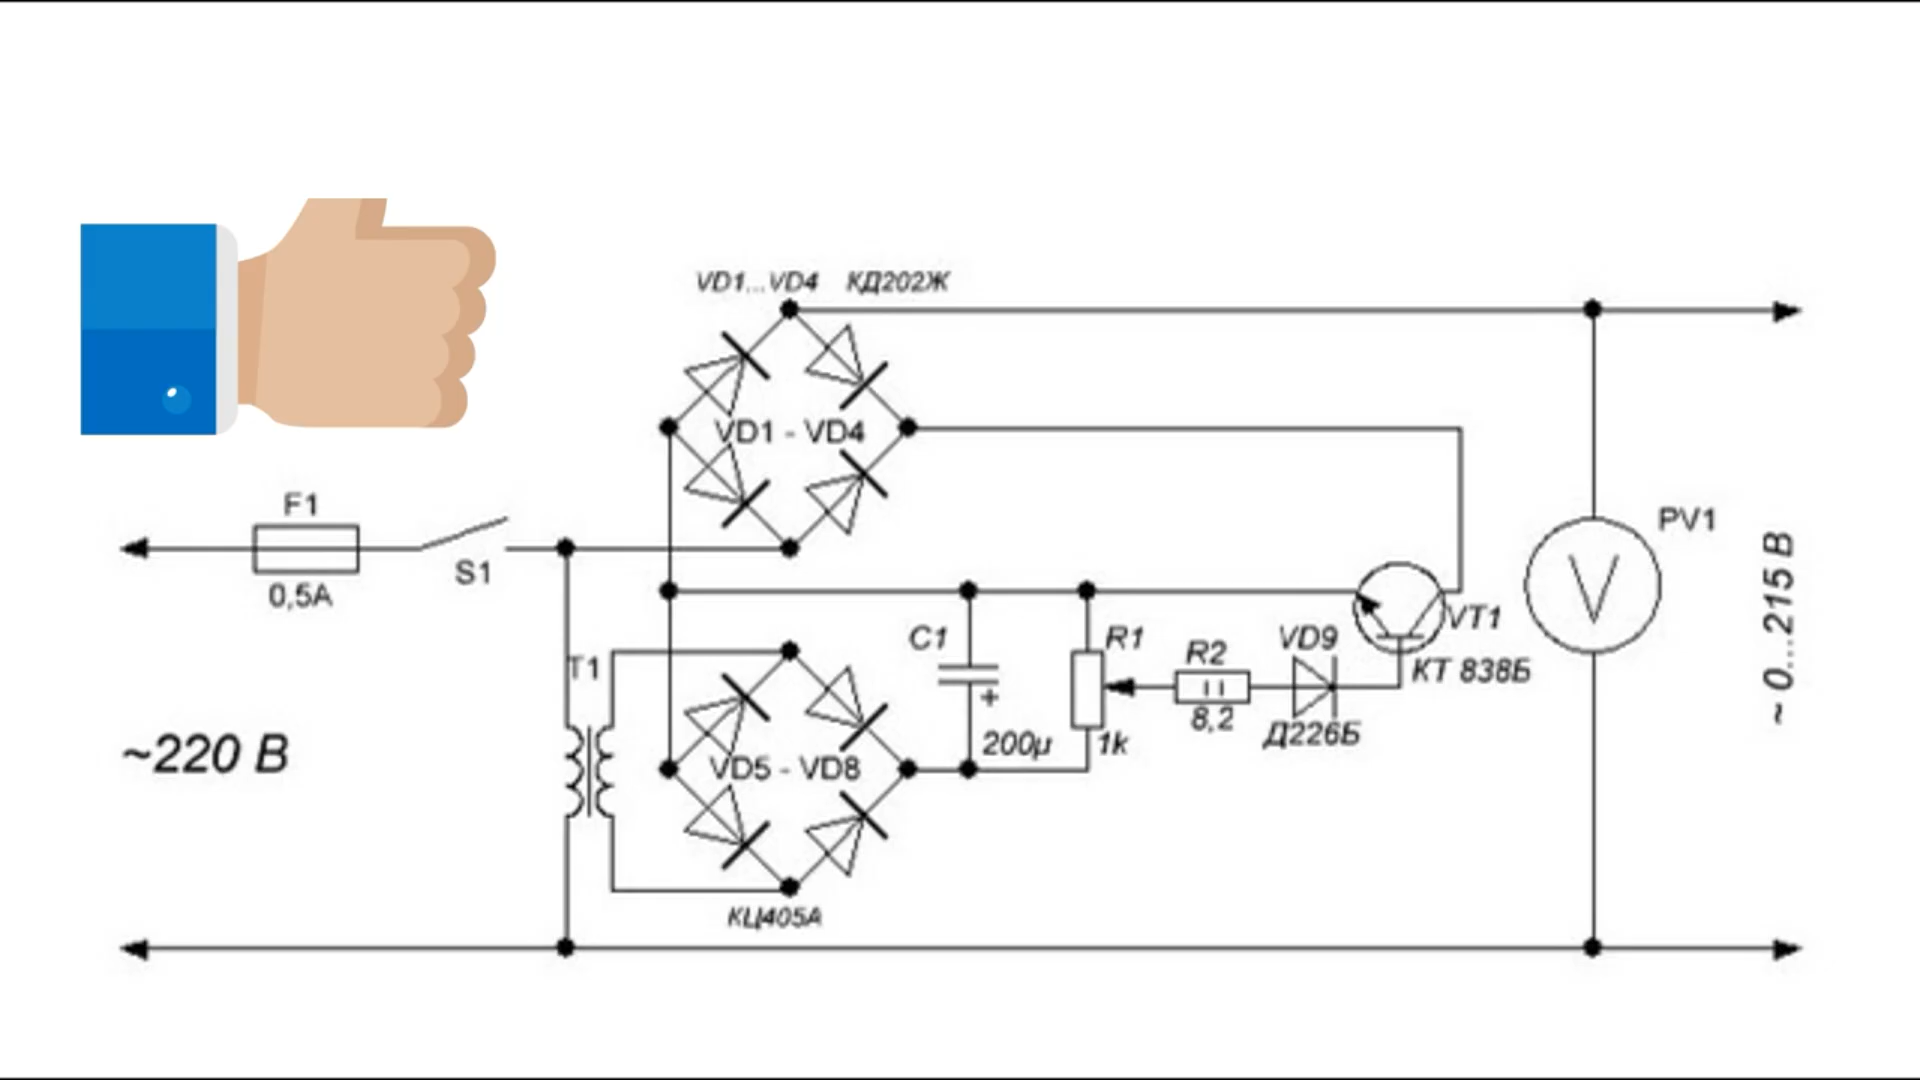 VD1...VD4 КД202Ж
VD1 - VD4
F1
0,5A
S1
PV1
~ 0...215 В
C1
+
200µ
R1
1k
R2
8,2
VD9
Д226Б
VT1
КТ 838Б
T1
~220 В
VD5 - VD8
КЦ405А
V